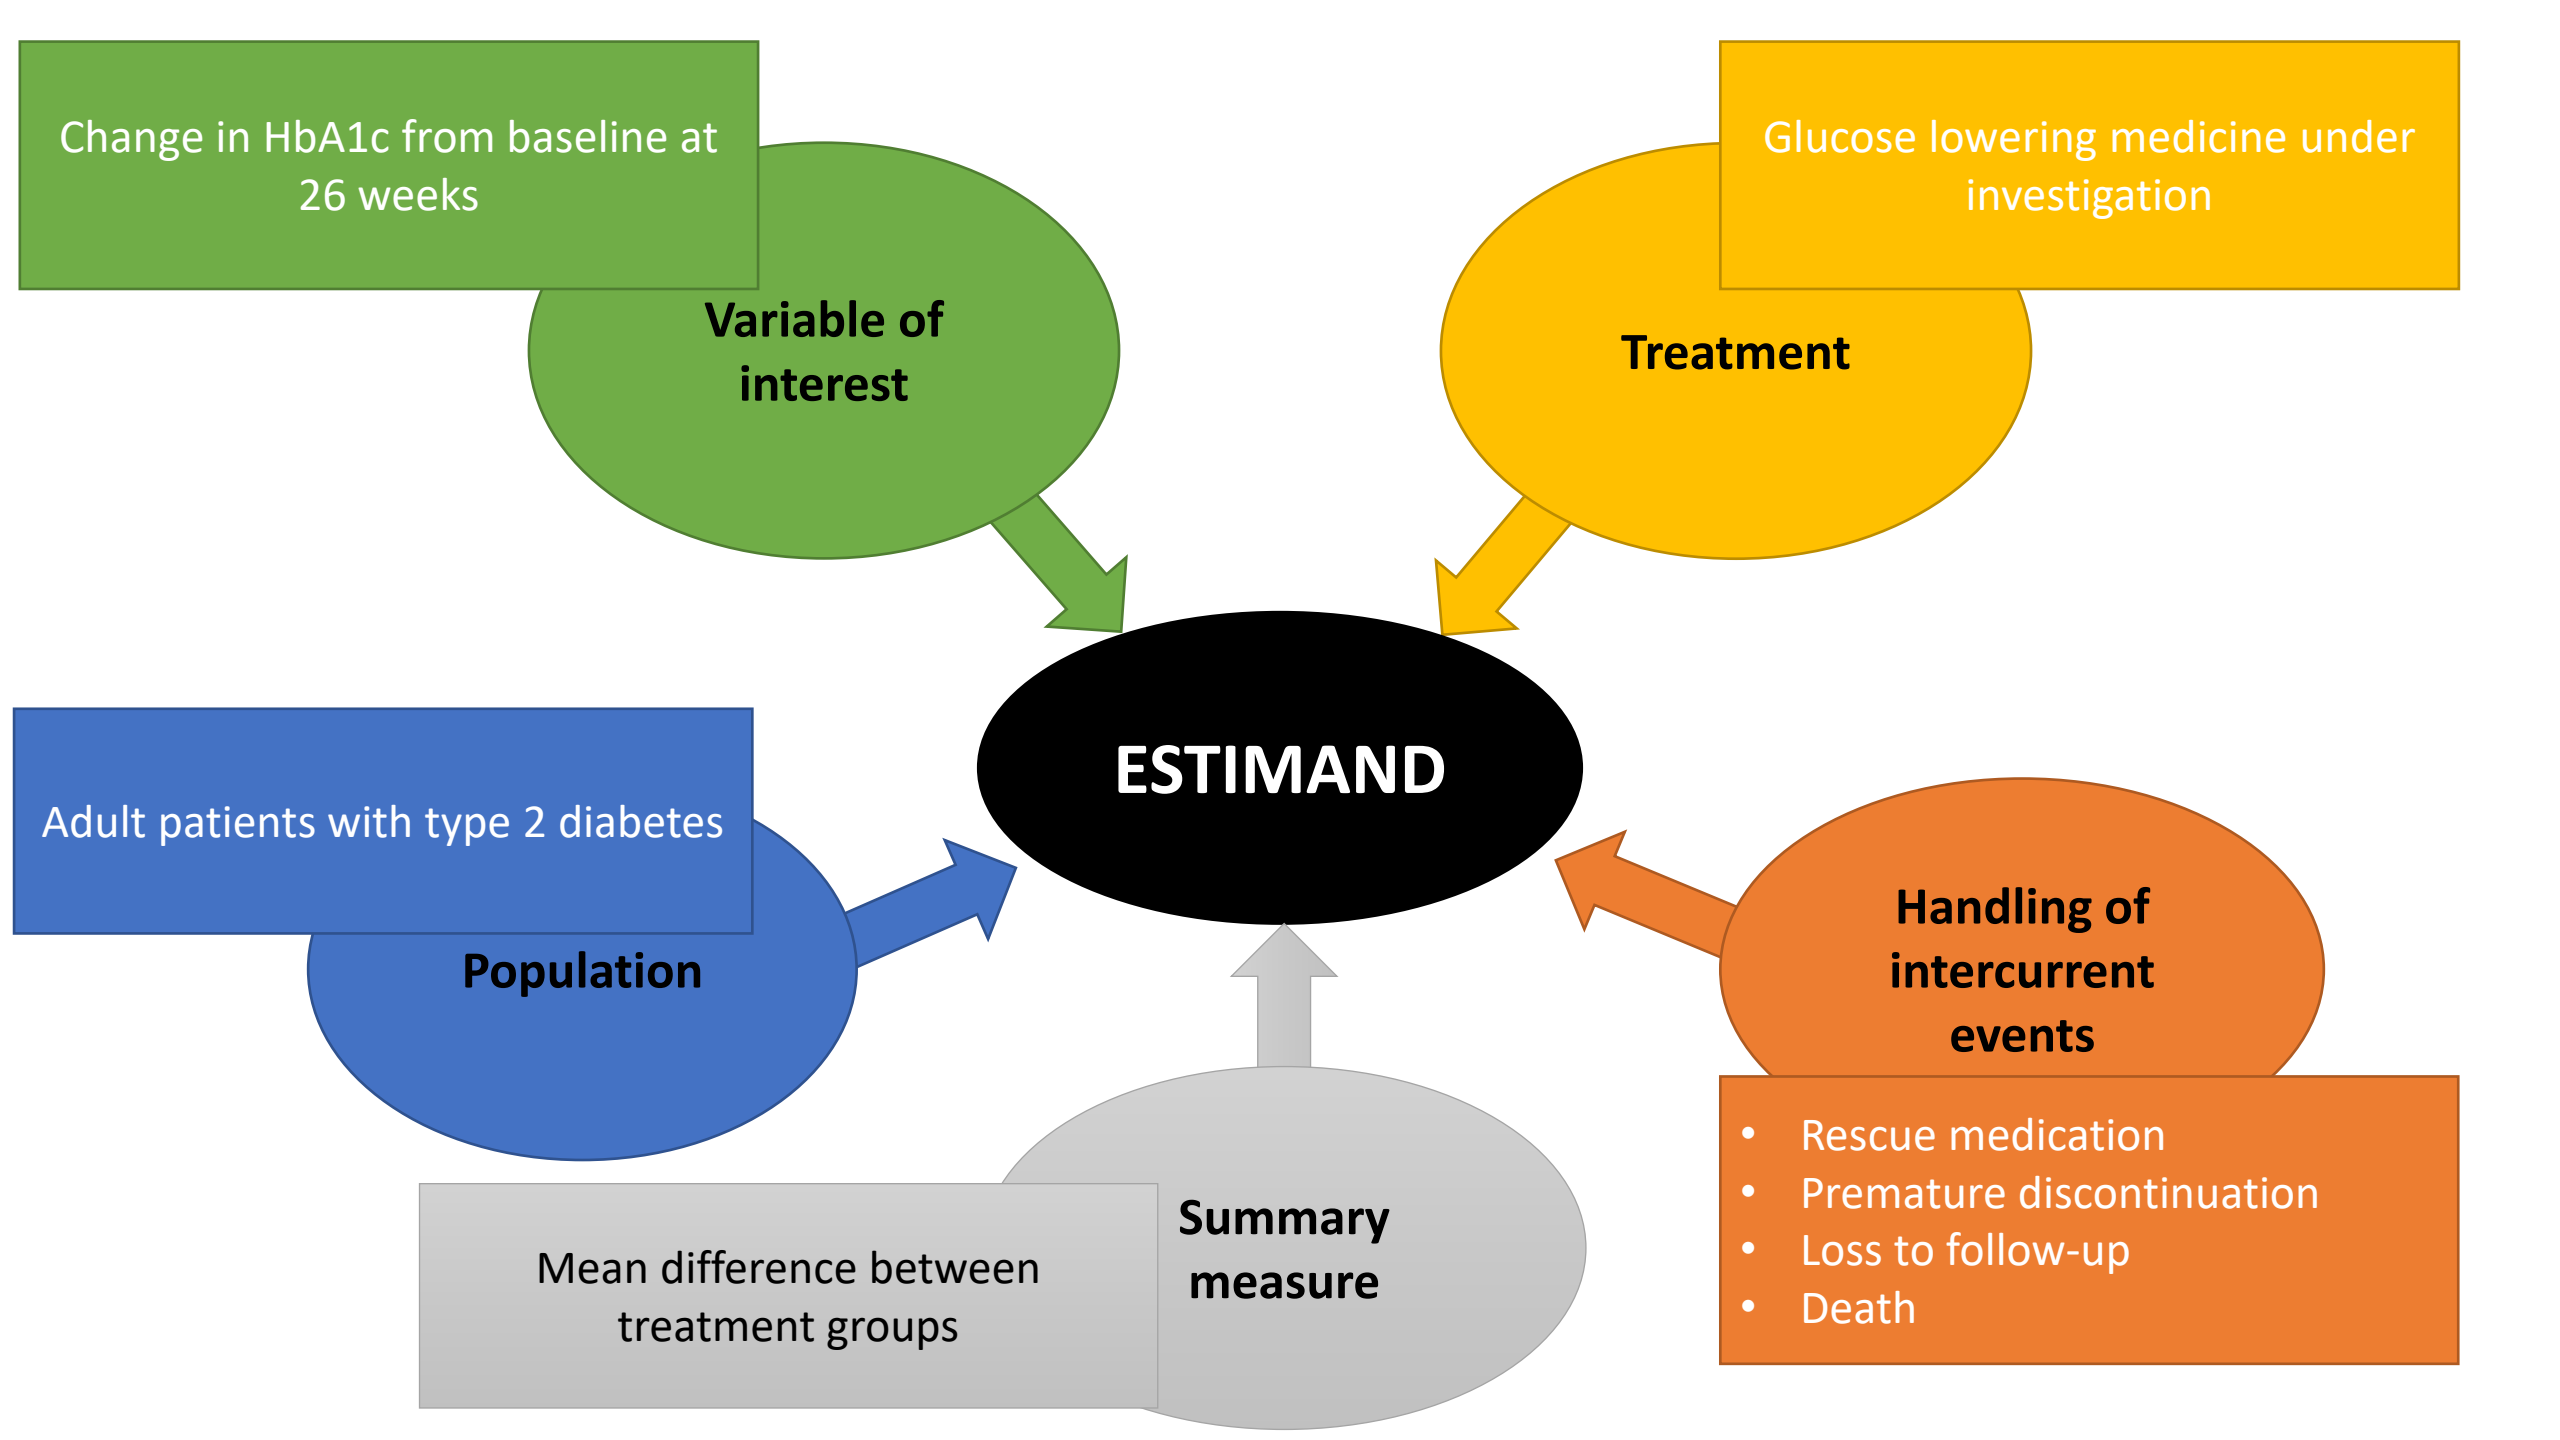 Change in HbA1c from baseline at
26 weeks
Variable of
interest
Glucose lowering medicine under
investigation
Treatment
ESTIMAND
Adult patients with type 2 diabetes
Population
Handling of
intercurrent
events
• Rescue medication
• Premature discontinuation
• Loss to follow-up
• Death
Summary
measure
Mean difference between
treatment groups